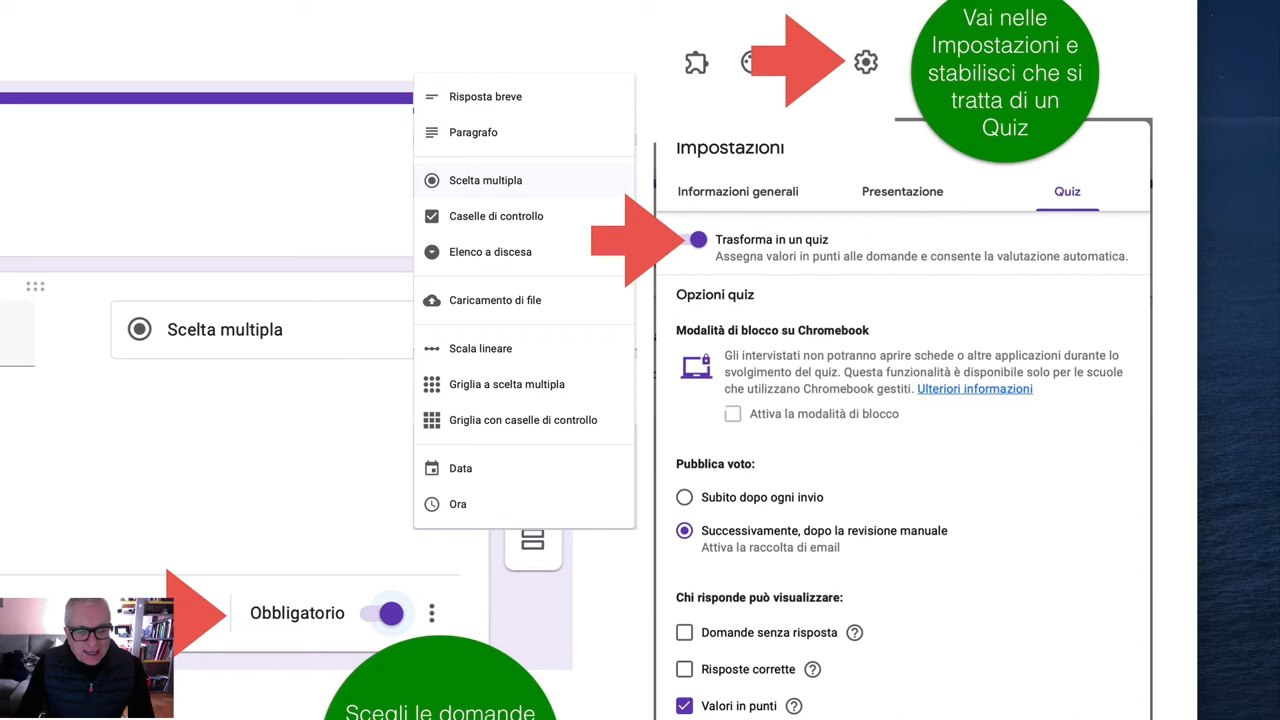 Vai nelle
Impostazioni e
stabilisci che si
tratta di un
Quiz
Risposta breve
Paragrafo
Scelta multipla
Caselle di controllo
Elenco a discesa
Caricamento di file
Scala lineare
Griglia a scelta multipla
Griglia con caselle di controllo
Data
Ora
Scelta multipla
Obbligatorio
Scegli le domande
Impostazioni
Informazioni generali Presentazione Quiz
Trasforma in un quiz
Assegna valori in punti alle domande e consente la valutazione automatica.
Opzioni quiz
Modalità di blocco su Chromebook
Gli intervistati non potranno aprire schede o altre applicazioni durante lo
svolgimento del quiz. Questa funzionalità è disponibile solo per le scuole
che utilizzano Chromebook gestiti. Ulteriori informazioni
Attiva la modalità di blocco
Pubblica voto:
Subito dopo ogni invio
Successivamente, dopo la revisione manuale
Attiva la raccolta di email
Chi risponde può visualizzare:
Domande senza risposta
Risposte corrette
Valori in punti